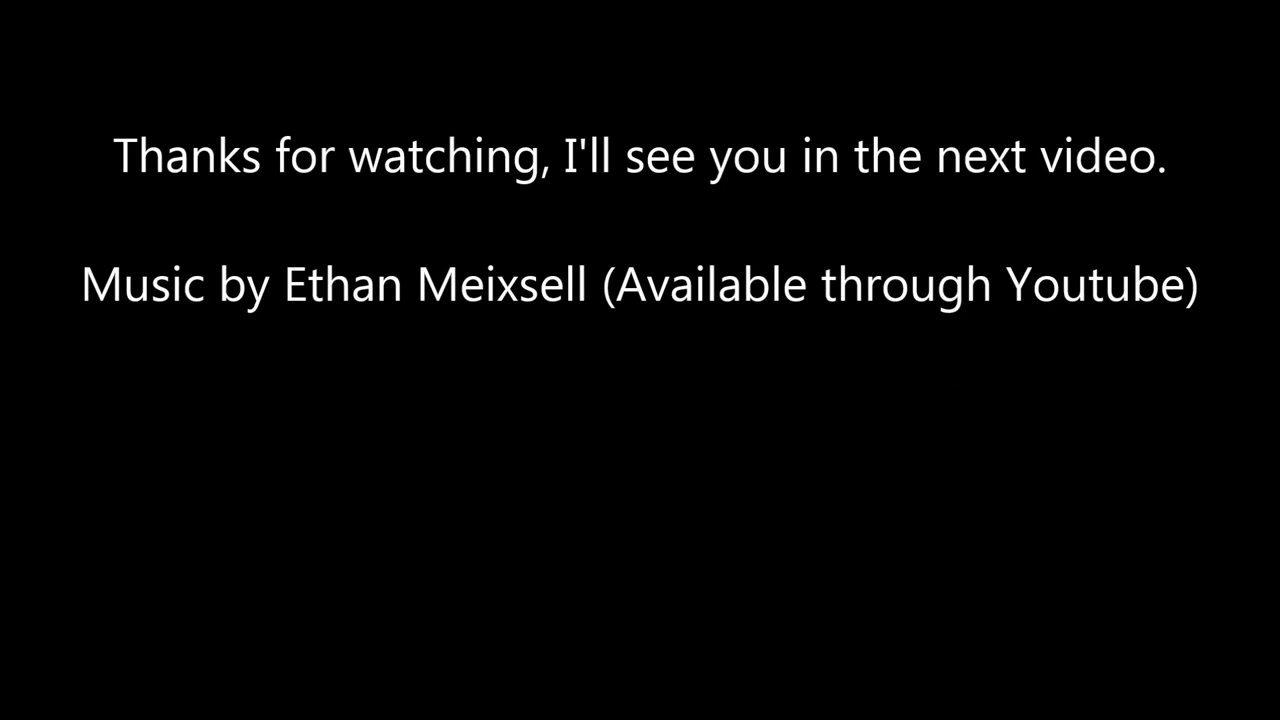 Thanks for watching, I'll see you in the next video.
Music by Ethan Meixsell (Available through Youtube)